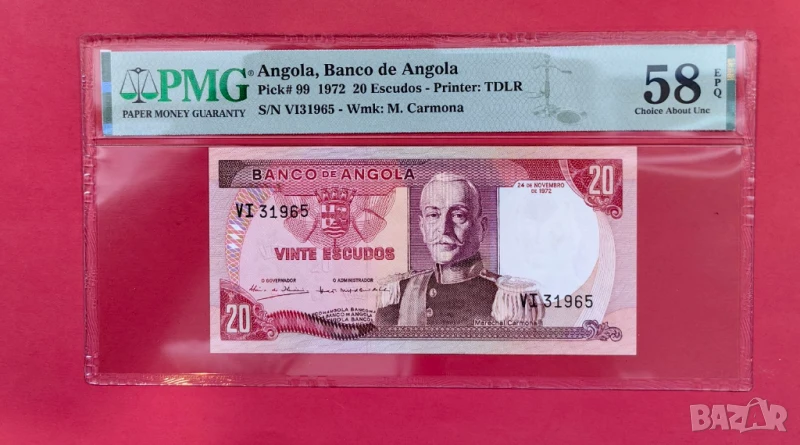 PMG
PAPER MONEY GUARANTY
Angola, Banco de Angola
Pick# 99 1972 20 Escudos - Printer: TDLR
S/N VI31965 - Wmk: M. Carmona
58 EPQ
Choice About Unc
BANCO DE ANGOLA
24 DE NOVEMBRO
DE 1972
20
VI 31965
VINTE ESCUDOS
O GOVERNADOR
O ADMINISTRADOR
VI 31965
20
Marechal Carmona
BAZAR